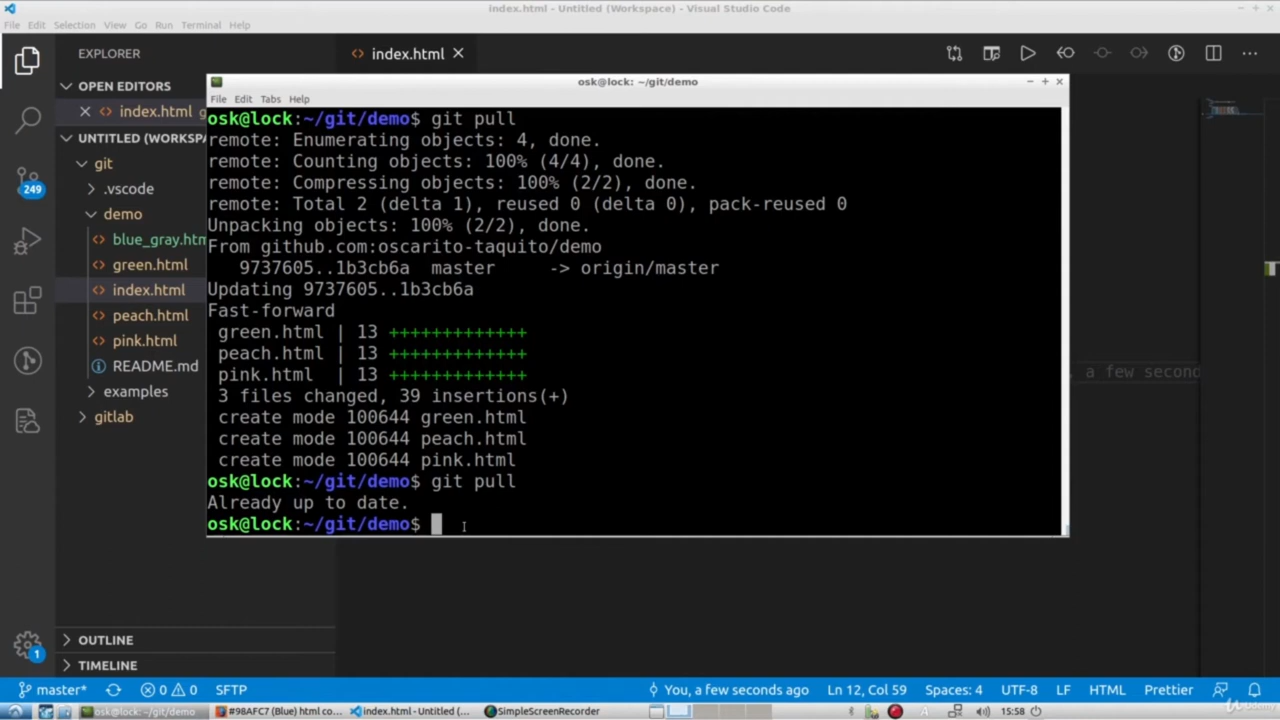 index.html - Untitled (Workspace) - Visual Studio Code
File Edit Selection View Go Run Terminal Help
EXPLORER
index.html
OPEN EDITORS
index.html g
UNTITLED (WORKSPA
git
.vscode
demo
blue_gray.htm
green.html
index.html
peach.html
pink.html
README.md
examples
gitlab
249
osk@lock: ~/git/demo
File Edit Tabs Help
osk@lock:~/git/demo$ git pull
remote: Enumerating objects: 4, done.
remote: Counting objects: 100% (4/4), done.
remote: Compressing objects: 100% (2/2), done.
remote: Total 2 (delta 1), reused 0 (delta 0), pack-reused 0
Unpacking objects: 100% (2/2), done.
From github.com:oscarito-taquito/demo
9737605..1b3cb6a master -> origin/master
Updating 9737605..1b3cb6a
Fast-forward
green.html | 13 +++++++++++++
peach.html | 13 +++++++++++++
pink.html | 13 +++++++++++++
3 files changed, 39 insertions(+)
create mode 100644 green.html
create mode 100644 peach.html
create mode 100644 pink.html
osk@lock:~/git/demo$ git pull
Already up to date.
osk@lock:~/git/demo$
, a few second
OUTLINE
TIMELINE
1
master* 0 0 SFTP You, a few seconds ago Ln 12, Col 59 Spaces: 4 UTF-8 LF HTML Prettier
osk@lock: ~/git/demo #98AFC7 (Blue) html co... index.html - Untitled (... SimpleScreenRecorder 15:58
Udemy